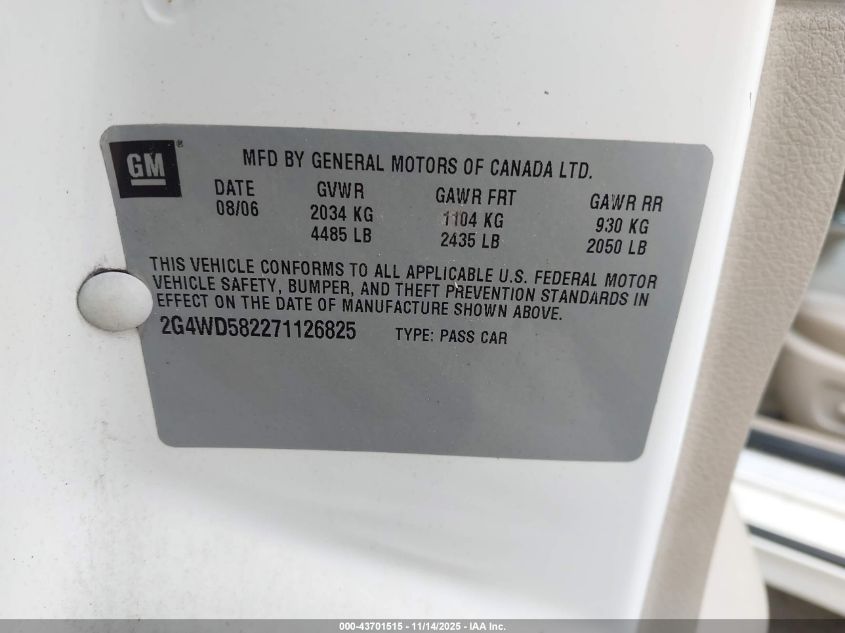 GM®
MFD BY GENERAL MOTORS OF CANADA LTD.
DATE GVWR GAWR FRT GAWR RR
08/06 2034 KG 1104 KG 930 KG
4485 LB 2435 LB 2050 LB
THIS VEHICLE CONFORMS TO ALL APPLICABLE U.S. FEDERAL MOTOR
VEHICLE SAFETY, BUMPER, AND THEFT PREVENTION STANDARDS IN
EFFECT ON THE DATE OF MANUFACTURE SHOWN ABOVE.
2G4WD582271126825 TYPE: PASS CAR
000-43701515 - 11/14/2025 - IAA Inc.